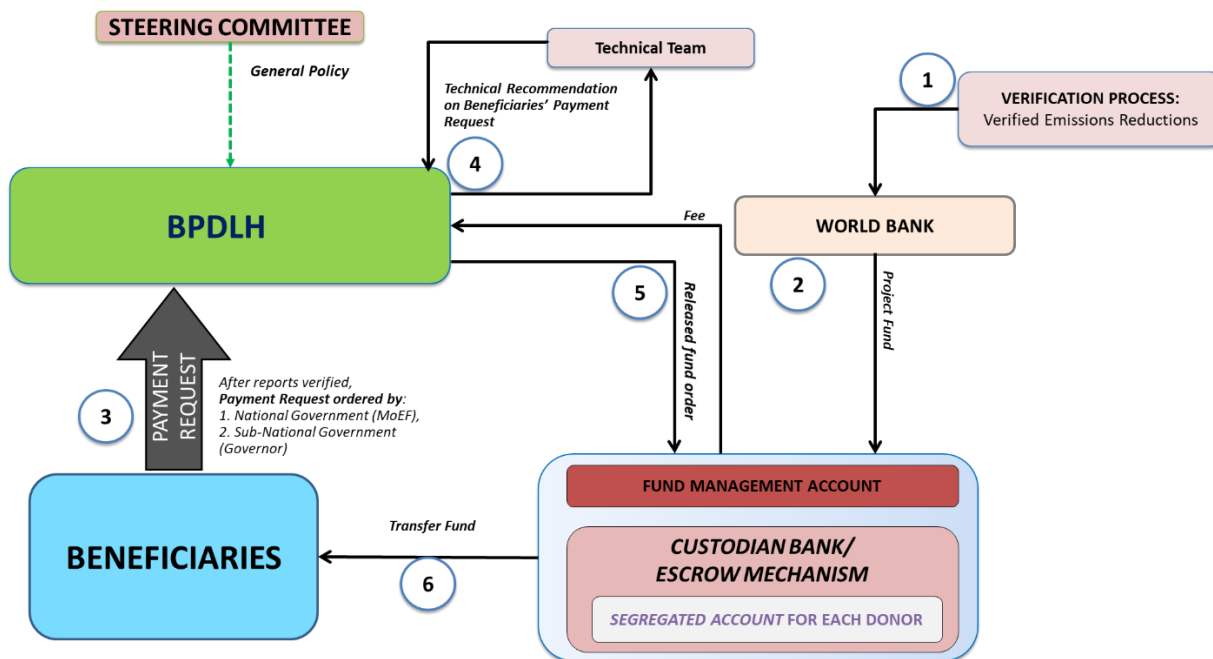 STEERING COMMITTEE
General Policy
Technical Team
Technical Recommendation
on Beneficiaries' Payment
Request
4
1
VERIFICATION PROCESS:
Verified Emissions Reductions
BPDLH
WORLD BANK
2
Project Fund
Fee
5
Released fund order
PAYMENT
REQUEST
3
After reports verified,
Payment Request ordered by:
1. National Government (MoEF),
2. Sub-National Government
(Governor)
BENEFICIARIES
Transfer Fund
6
FUND MANAGEMENT ACCOUNT
CUSTODIAN BANK/
ESCROW MECHANISM
SEGREGATED ACCOUNT FOR EACH DONOR